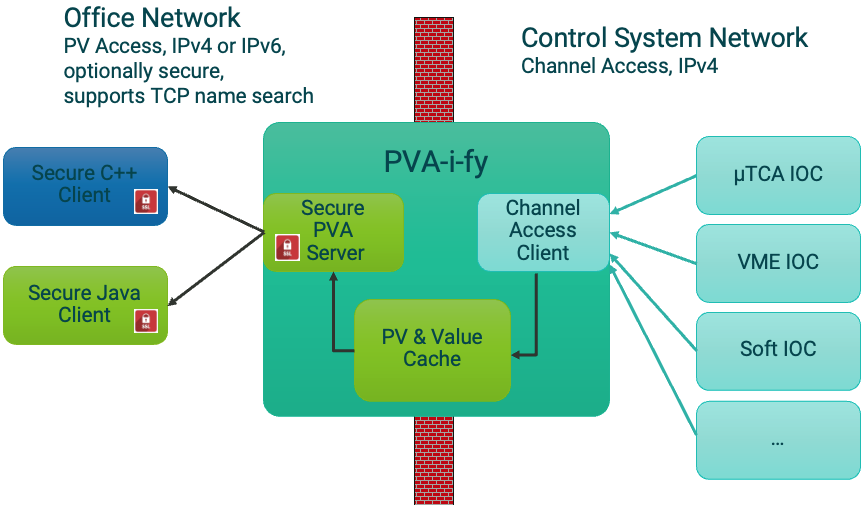 Office Network
PV Access, IPv4 or IPv6,
optionally secure,
supports TCP name search
Control System Network
Channel Access, IPv4
PVA-i-fy
Secure C++
Client
SSL
Secure Java
Client
SSL
Secure
PVA
Server
SSL
Channel
Access
Client
PV & Value
Cache
µTCA IOC
VME IOC
Soft IOC
...